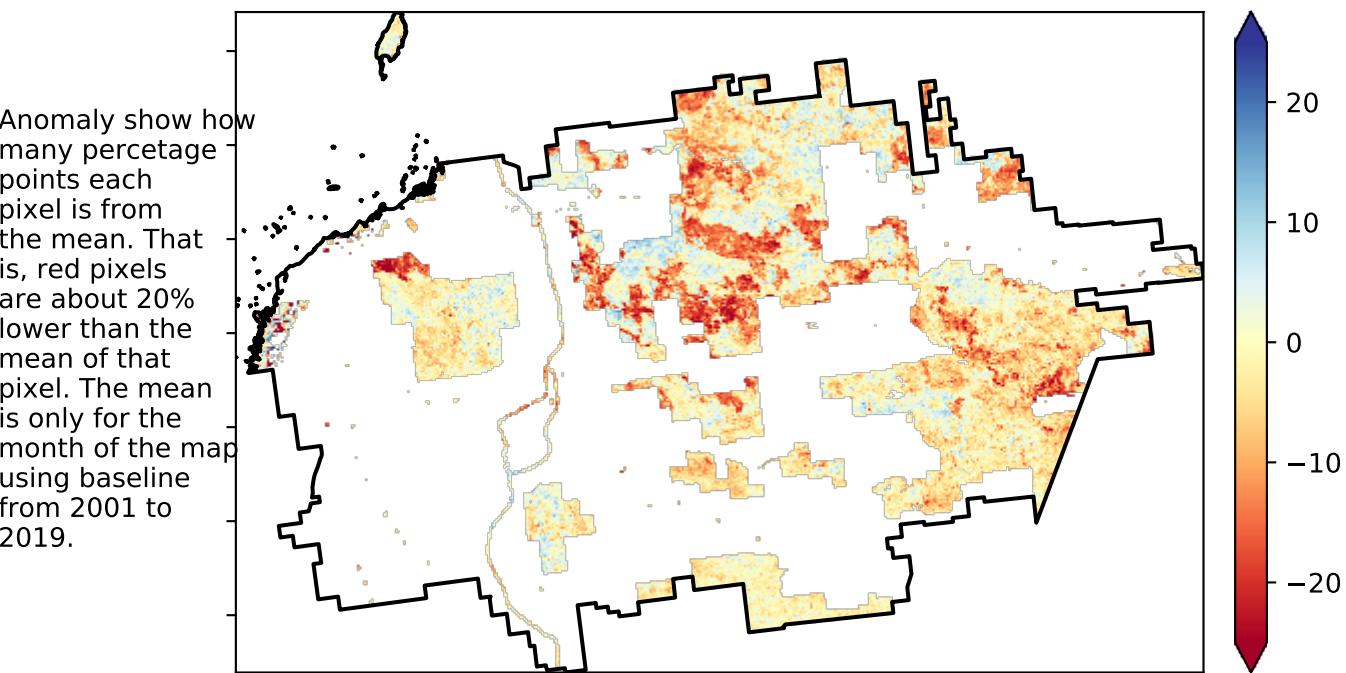 Anomaly show how
many percetage
points each
pixel is from
the mean. That
is, red pixels
are about 20%
lower than the
mean of that
pixel. The mean
is only for the
month of the map
using baseline
from 2001 to
2019.
20
10
0
−10
−20